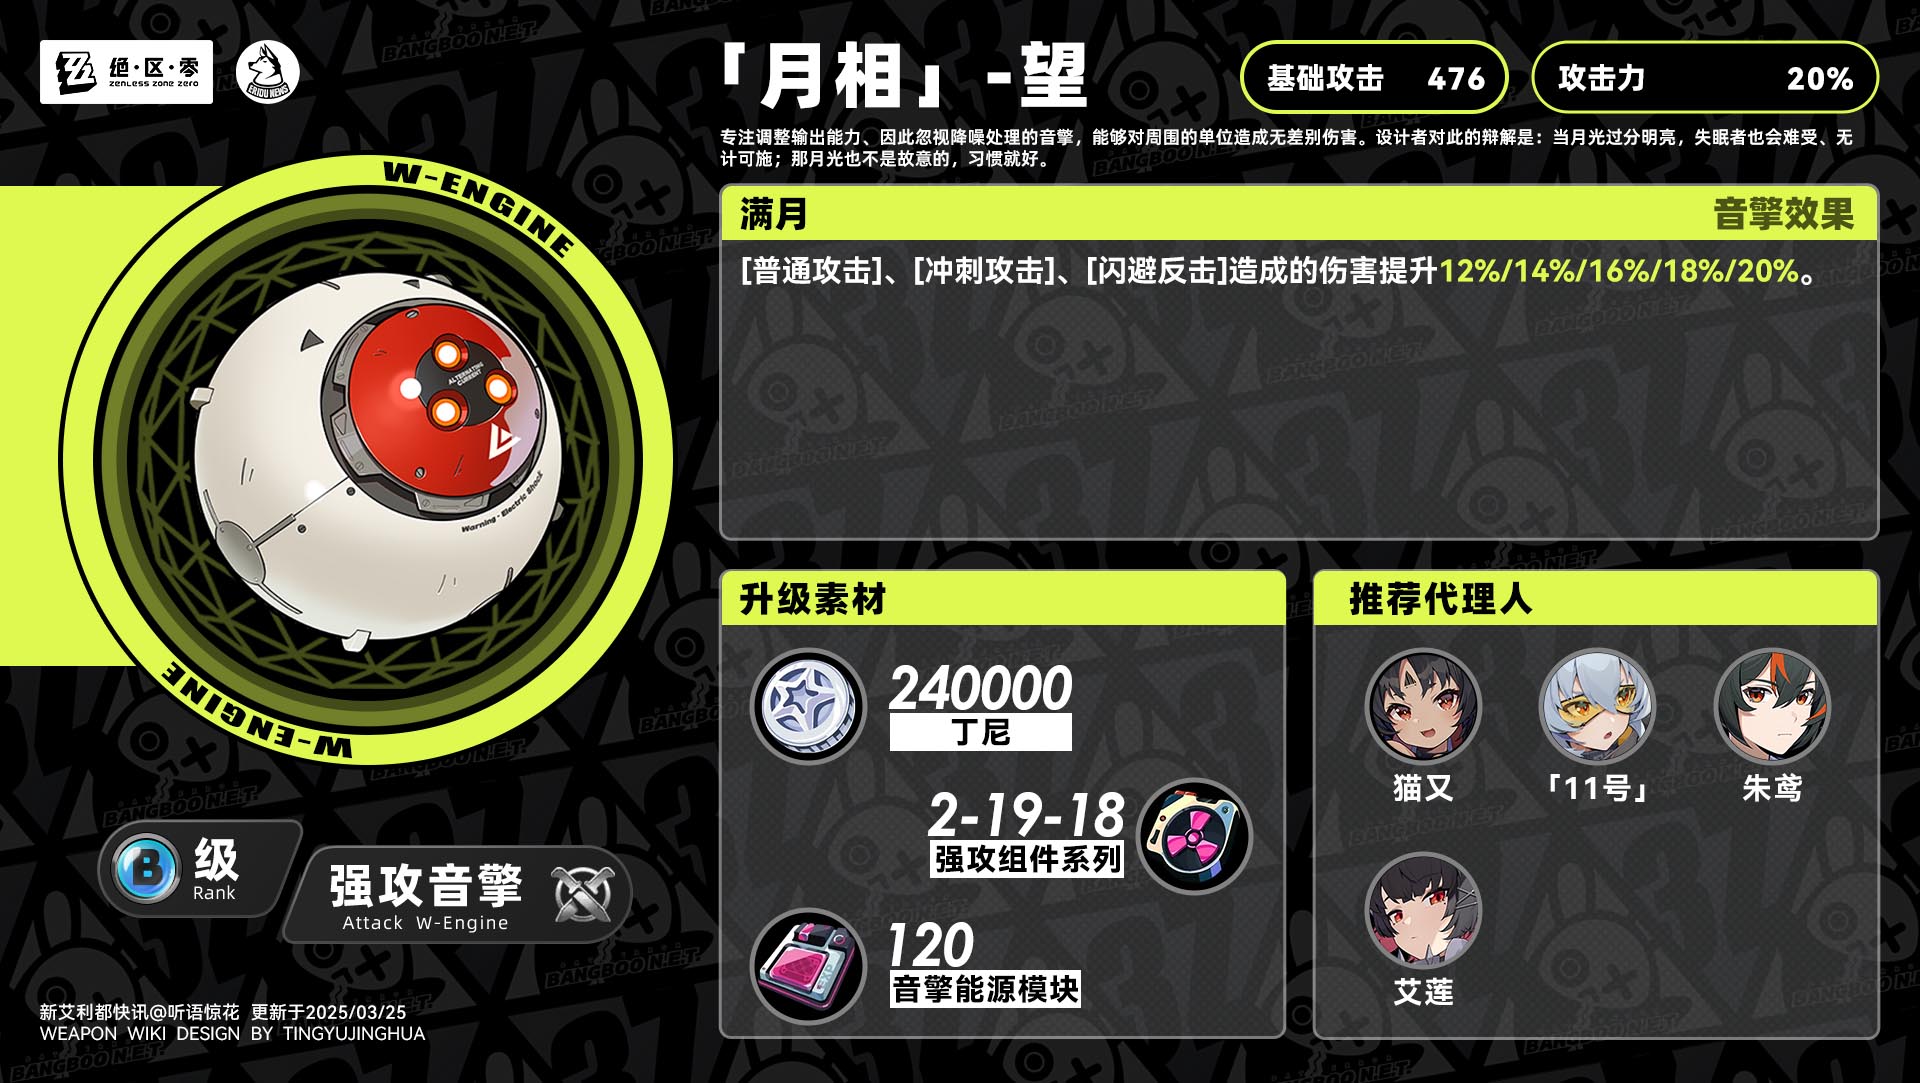 绝·区·零
ZENLESS ZONE ZERO
ERIDU NEWS
「月相」-望
基础攻击 476
攻击力 20%
专注调整输出能力、因此忽视降噪处理的音擎，能够对周围的单位造成无差别伤害。设计者对此的辩解是：当月光过分明亮，失眠者也会难受、无
计可施；那月光也不是故意的，习惯就好。
W-ENGINE
ALTERNATING
CURRENT
Warning - Electric Shock
W-ENGINE
满月
音擎效果
[普通攻击]、[冲刺攻击]、[闪避反击]造成的伤害提升12%/14%/16%/18%/20%。
升级素材
240000
丁尼
2-19-18
强攻组件系列
120
音擎能源模块
推荐代理人
猫又
「11号」
朱鸢
艾莲
B
级
Rank
强攻音擎
Attack W-Engine
新艾利都快讯@听语惊花 更新于2025/03/25
WEAPON WIKI DESIGN BY TINGYUJINGHUA
BANGBOO N.E.T.